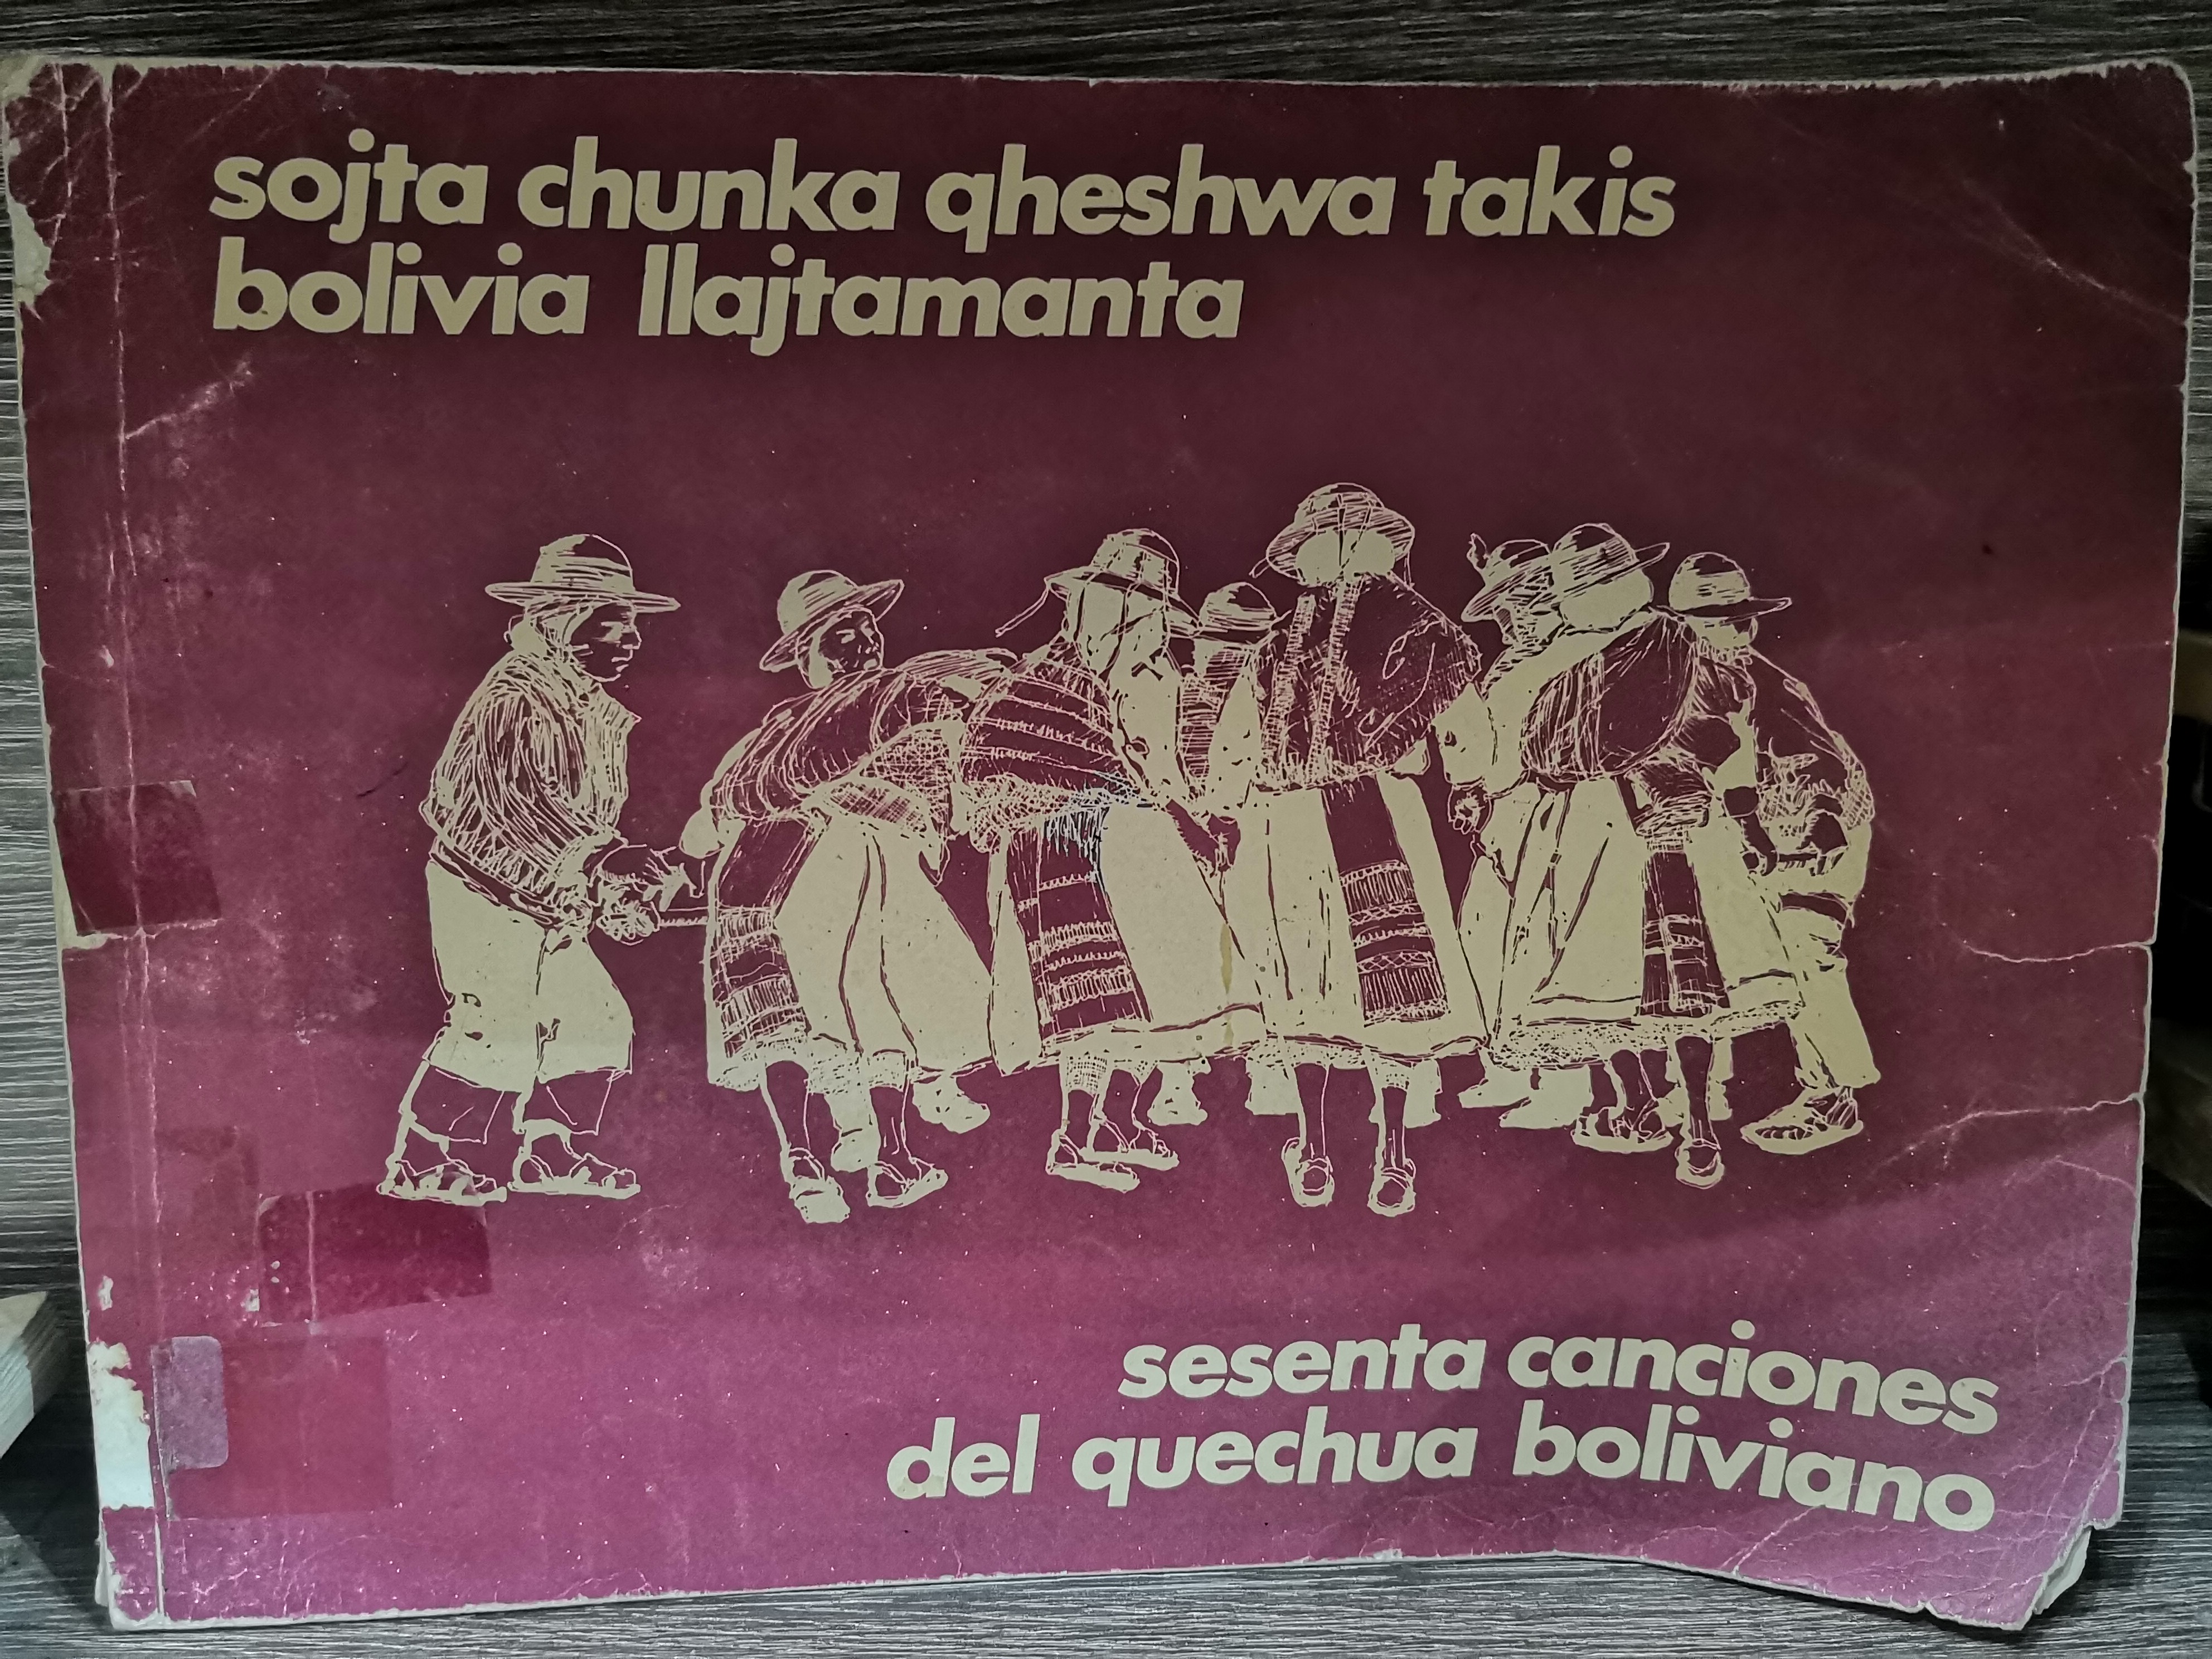 sojta chunka qheshwa takis
bolivia llajtamanta
sesenta canciones
del quechua boliviano